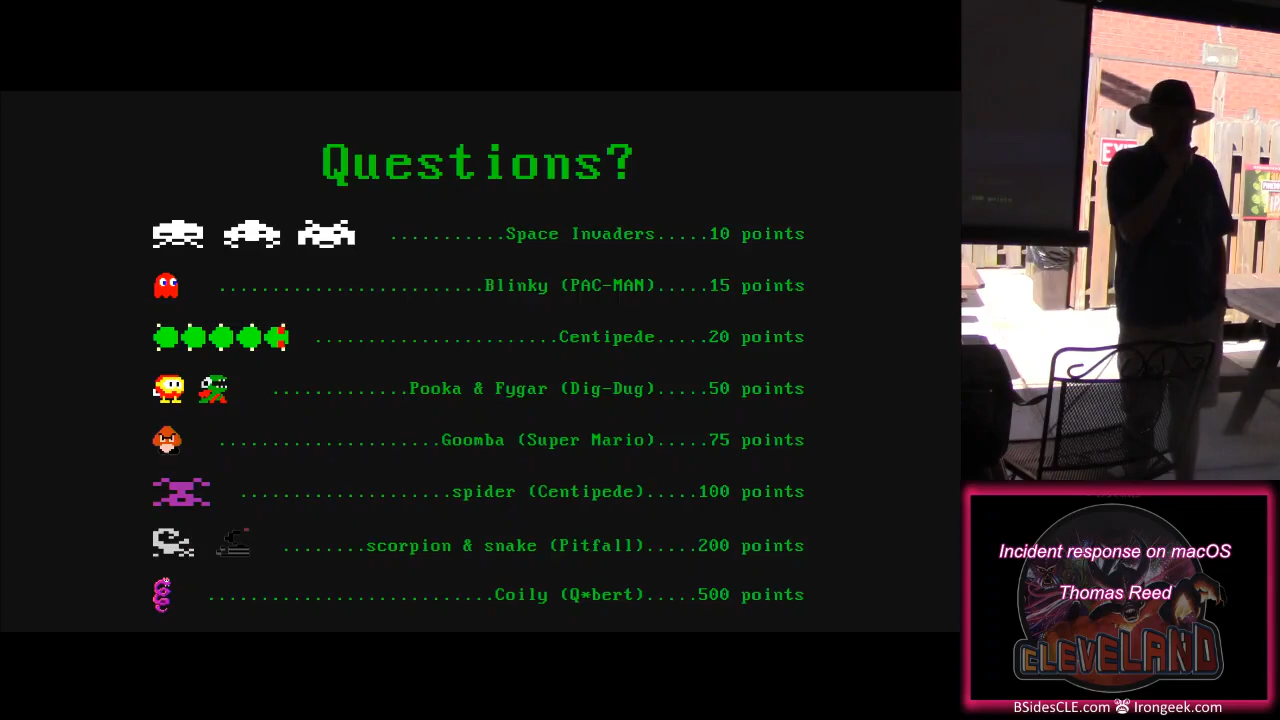 Questions?
...........Space Invaders.....10 points
.........................Blinky (PAC-MAN).....15 points
.......................Centipede.....20 points
.............Pooka & Fygar (Dig-Dug).....50 points
.....................Goomba (Super Mario).....75 points
....................spider (Centipede).....100 points
........scorpion & snake (Pitfall).....200 points
...........................Coily (Q*bert).....500 points
EXIT
Incident response on macOS
Thomas Reed
CLEVELAND
BSidesCLE.com Irongeek.com